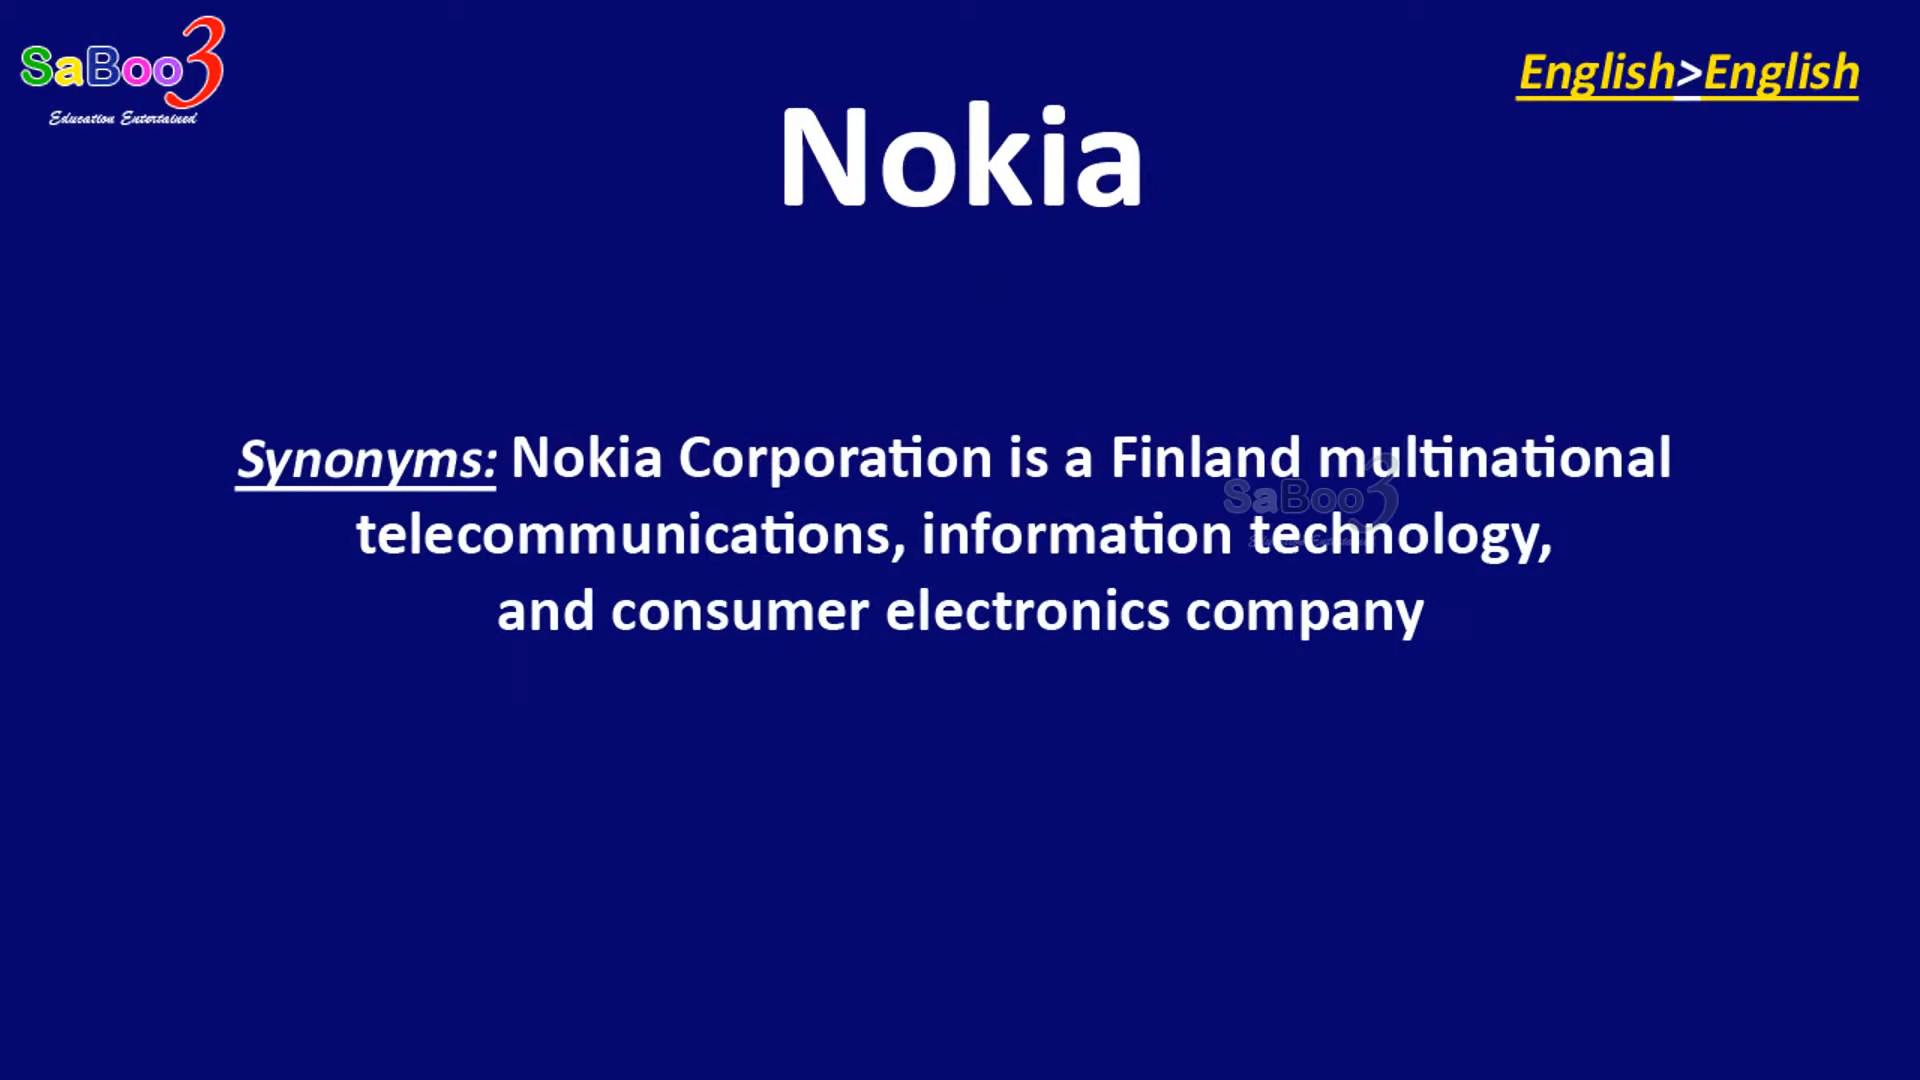 SaBoo3
Education Entertained
English>English
Nokia
Synonyms: Nokia Corporation is a Finland multinational
telecommunications, information technology,
and consumer electronics company
SaBoo3